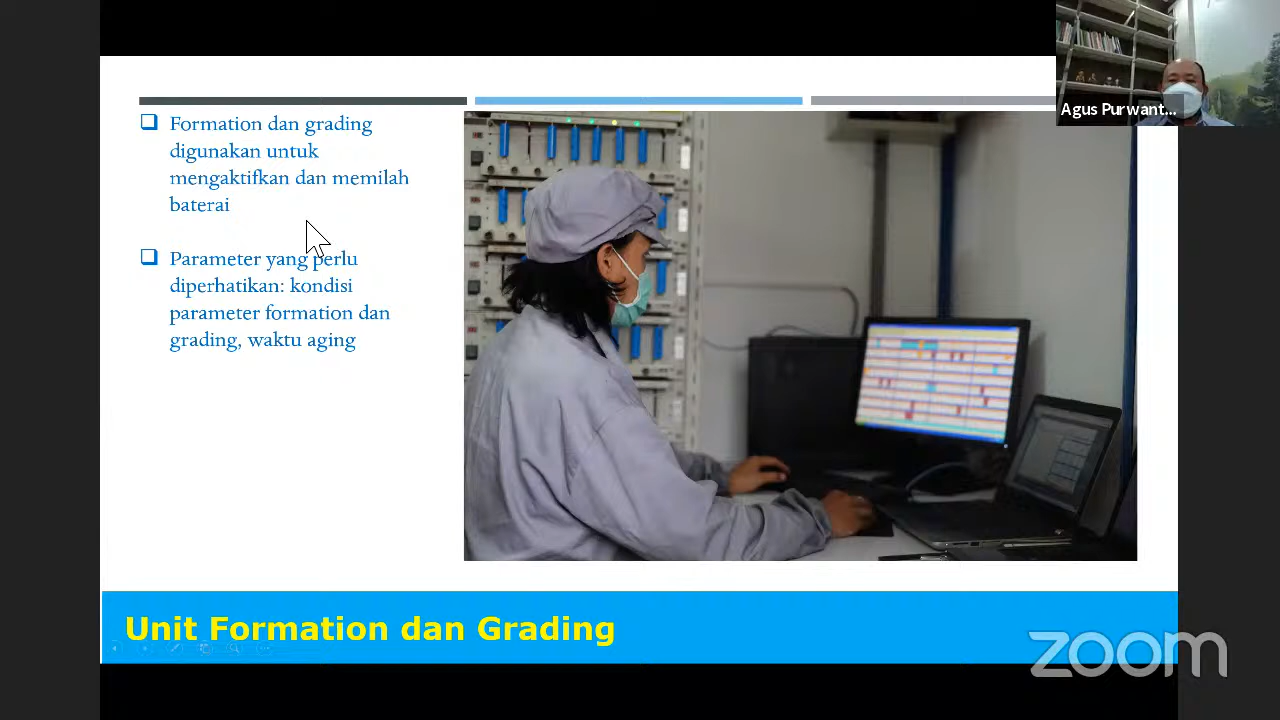 Agus Purwant...
Formation dan grading
digunakan untuk
mengaktifkan dan memilah
baterai
Parameter yang perlu
diperhatikan: kondisi
parameter formation dan
grading, waktu aging
Unit Formation dan Grading
zoom